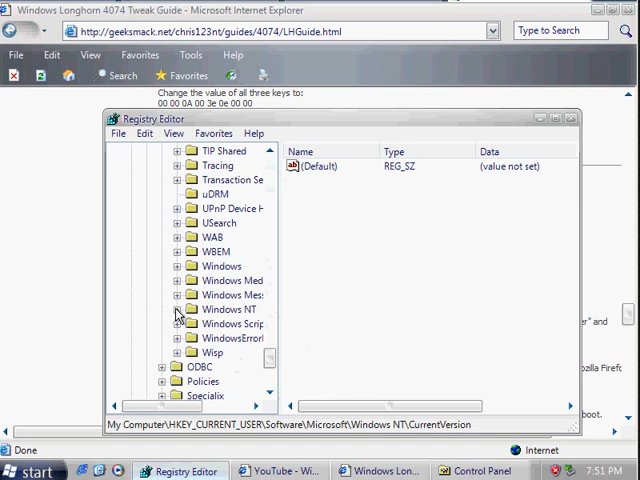 Windows Longhorn 4074 Tweak Guide - Microsoft Internet Explorer
http://geeksmack.net/chris123nt/guides/4074/LHGuide.html
Type to Search
File Edit View Favorites Tools Help
Search Favorites
Change the value of all three keys to:
00 00 0A 00 3e 0e 00 00
Registry Editor
File Edit View Favorites Help
Name Type Data
(Default) REG_SZ (value not set)
TIP Shared
Tracing
Transaction Se
uDRM
UPnP Device H
USearch
WAB
WBEM
Windows
Windows Med
Windows Mess
Windows NT
Windows Scrip
WindowsErrorI
Wisp
ODBC
Policies
Specialix
er" and
ozilla Firefo
boot.
My Computer\HKEY_CURRENT_USER\Software\Microsoft\Windows NT\CurrentVersion
Done Internet
start Registry Editor YouTube - Wi... Windows Lon... Control Panel 7:51 PM